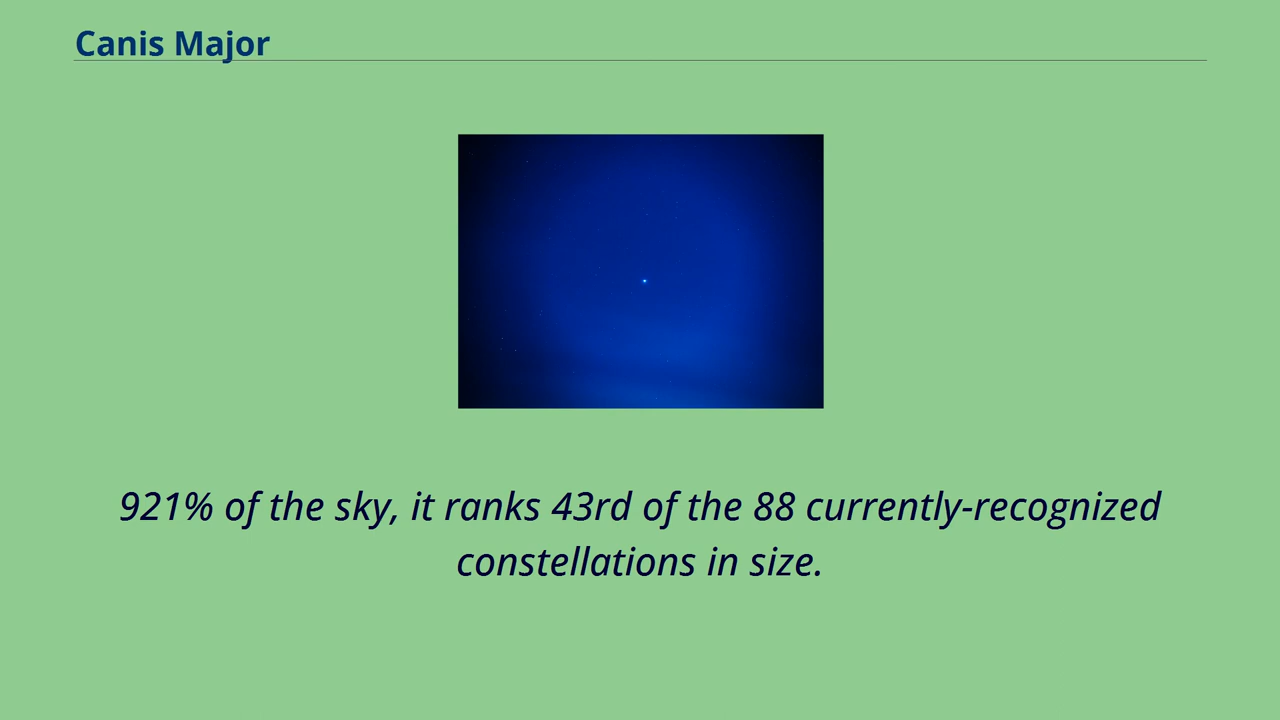 Canis Major
921% of the sky, it ranks 43rd of the 88 currently-recognized
constellations in size.